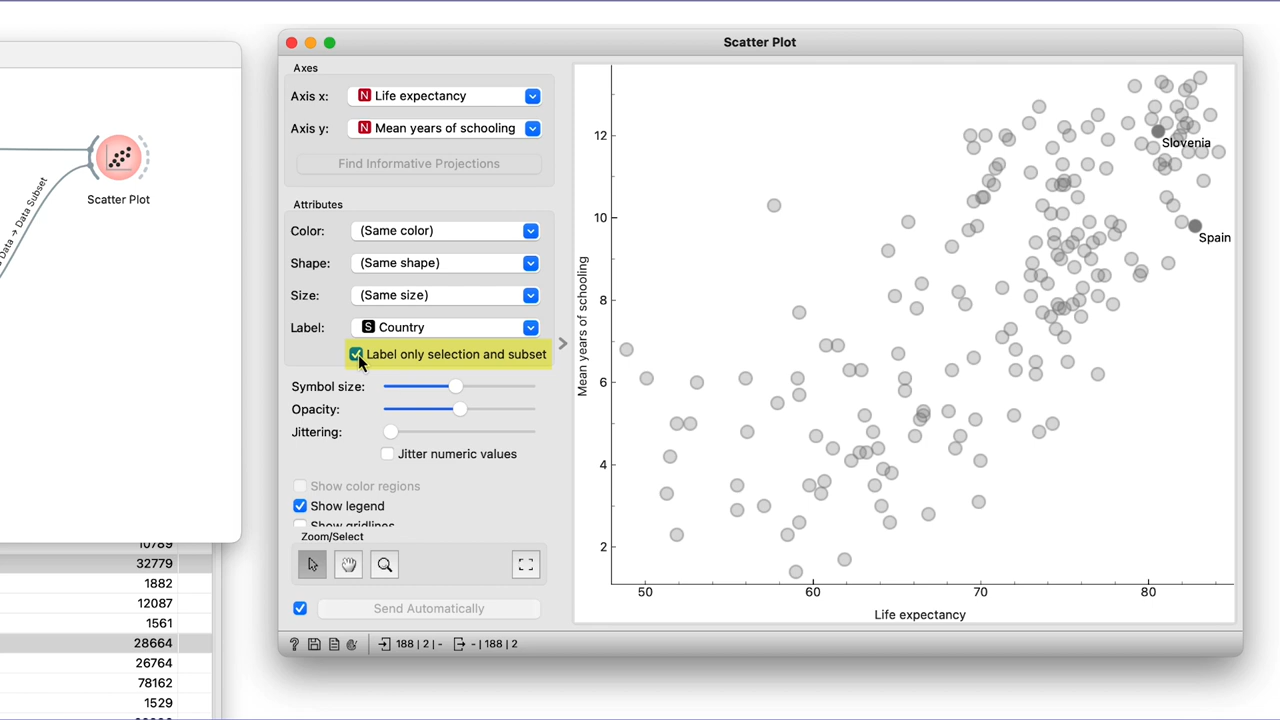 Scatter Plot
Axes
Axis x: N Life expectancy
Axis y: N Mean years of schooling
Find Informative Projections
Attributes
Color: (Same color)
Shape: (Same shape)
Size: (Same size)
Label: S Country
Label only selection and subset
Symbol size:
Opacity:
Jittering:
Jitter numeric values
Show color regions
Show legend
Show gridlines
Zoom/Select
Send Automatically
? 188 | 2 | - - | 188 | 2
Mean years of schooling
12
10
8
6
4
2
Slovenia
Spain
50 60 70 80
Life expectancy
Scatter Plot
Data → Data Subset
10789
32779
1882
12087
1561
28664
26764
78162
1529